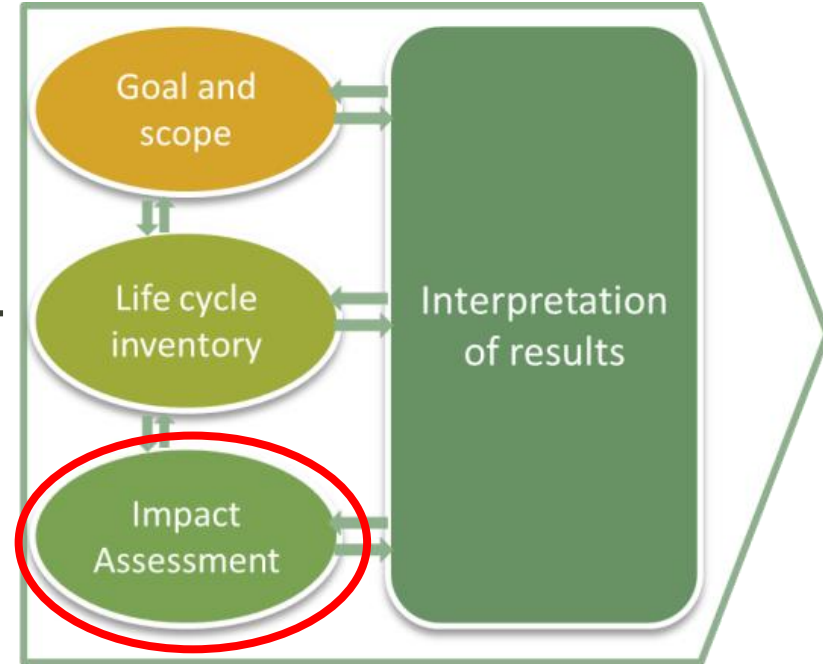 Goal and
scope
Life cycle
inventory
Impact
Assessment
Interpretation
of results